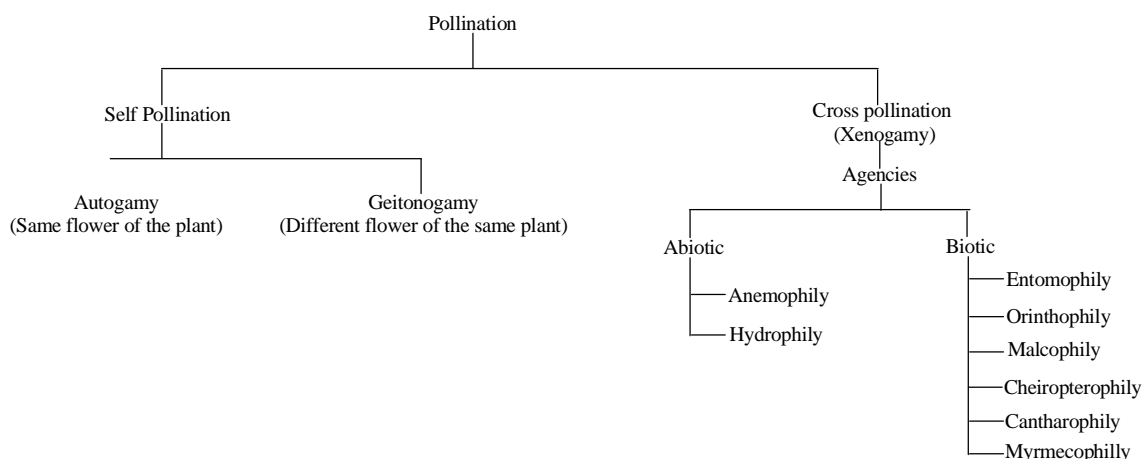 Pollination
Self Pollination
Cross pollination
(Xenogamy)
Agencies
Autogamy
(Same flower of the plant)
Geitonogamy
(Different flower of the same plant)
Abiotic
Anemophily
Hydrophily
Biotic
Entomophily
Orinthophily
Malcophily
Cheiropterophily
Cantharophily
Myrmecophilly